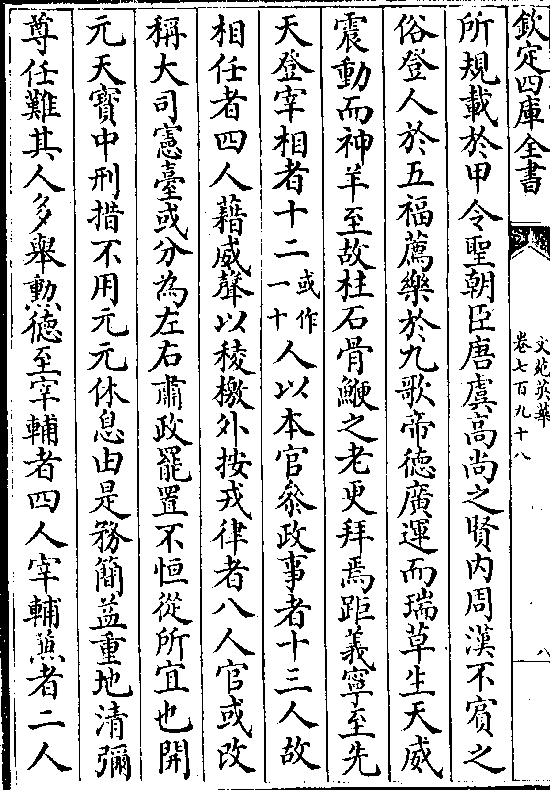 欽定四庫全書
文苑英華
卷七百九十八
八
所規載於甲令聖朝臣唐虞高尚之賢内周漢不賓之
俗登人於五福薦樂於九歌帝德廣運而瑞草生天威
震動而神羊至故柱石骨鯁之老更拜焉距義寧至先
天登宰相者十二或作一十人以本官叅政事者十三人故
相任者四人藉威聲以稜檄外按戎律者八人官或改
稱大司憲臺或分為左右肅政罷置不恒從所宜也開
元天寳中刑措不用元元休息由是務簡益重地清彌
尊任難其人多舉勲德至宰輔者四人宰輔兼者二人